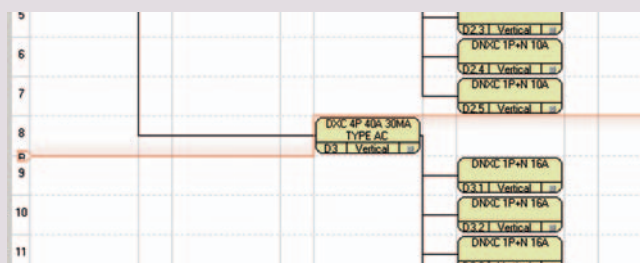 5
D2.3 Vertical
6
DNXC 1P+N 10A
D2.4 Vertical
7
DNXC 1P+N 10A
D2.5 Vertical
8
DXC 4P 40A 30MA
TYPE AC
D3 Vertical
9
DNXC 1P+N 16A
D3.1 Vertical
10
DNXC 1P+N 16A
D3.2 Vertical
11
DNXC 1P+N 16A